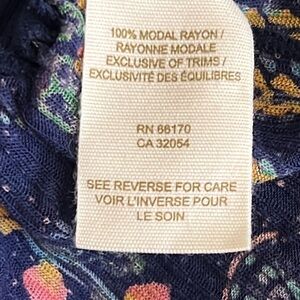 100% MODAL RAYON/
RAYONNE MODALE
EXCLUSIVE OF TRIMS/
EXCLUSIVITÉ DES ÉQUILIBRES
RN 66170
CA 32054
SEE REVERSE FOR CARE
VOIR L'INVERSE POUR
LE SOIN